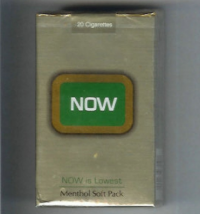 20 Cigarettes
NOW
NOW is Lowest
Menthol Soft Pack